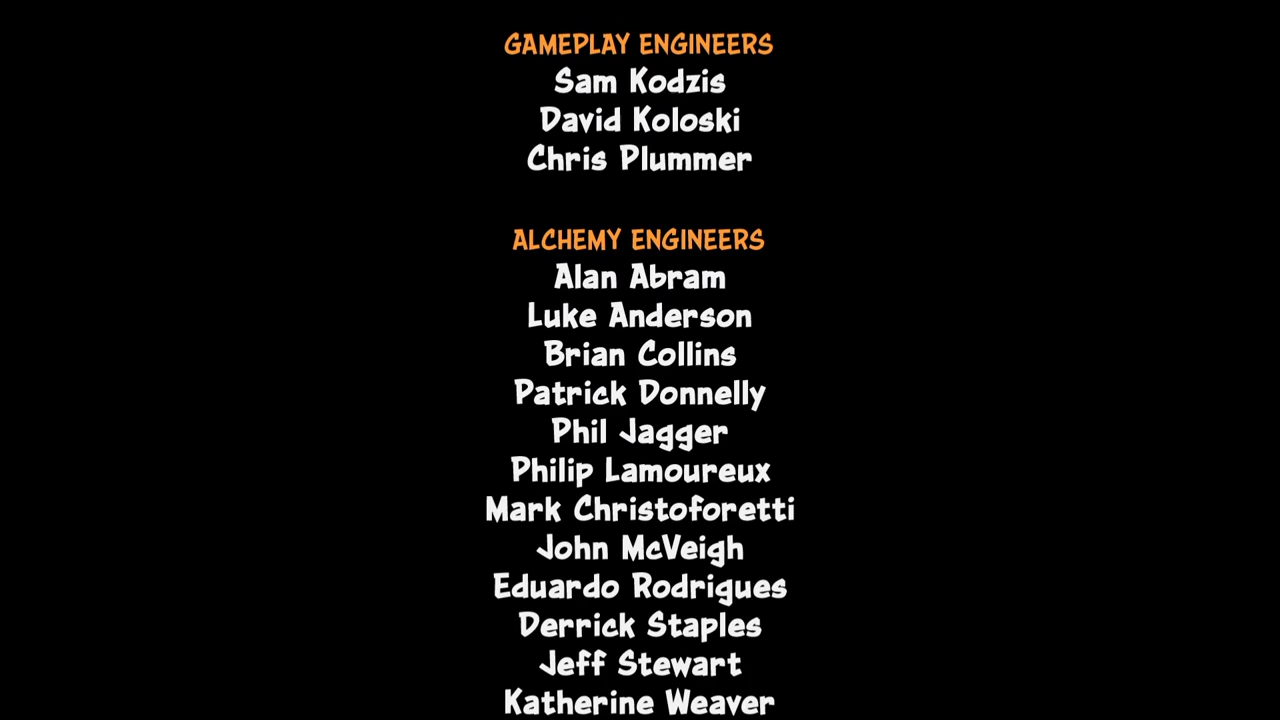 GAMEPLAY ENGINEERS
Sam Kodzis
David Koloski
Chris Plummer
ALCHEMY ENGINEERS
Alan Abram
Luke Anderson
Brian Collins
Patrick Donnelly
Phil Jagger
Philip Lamoureux
Mark Christoforetti
John McVeigh
Eduardo Rodrigues
Derrick Staples
Jeff Stewart
Katherine Weaver